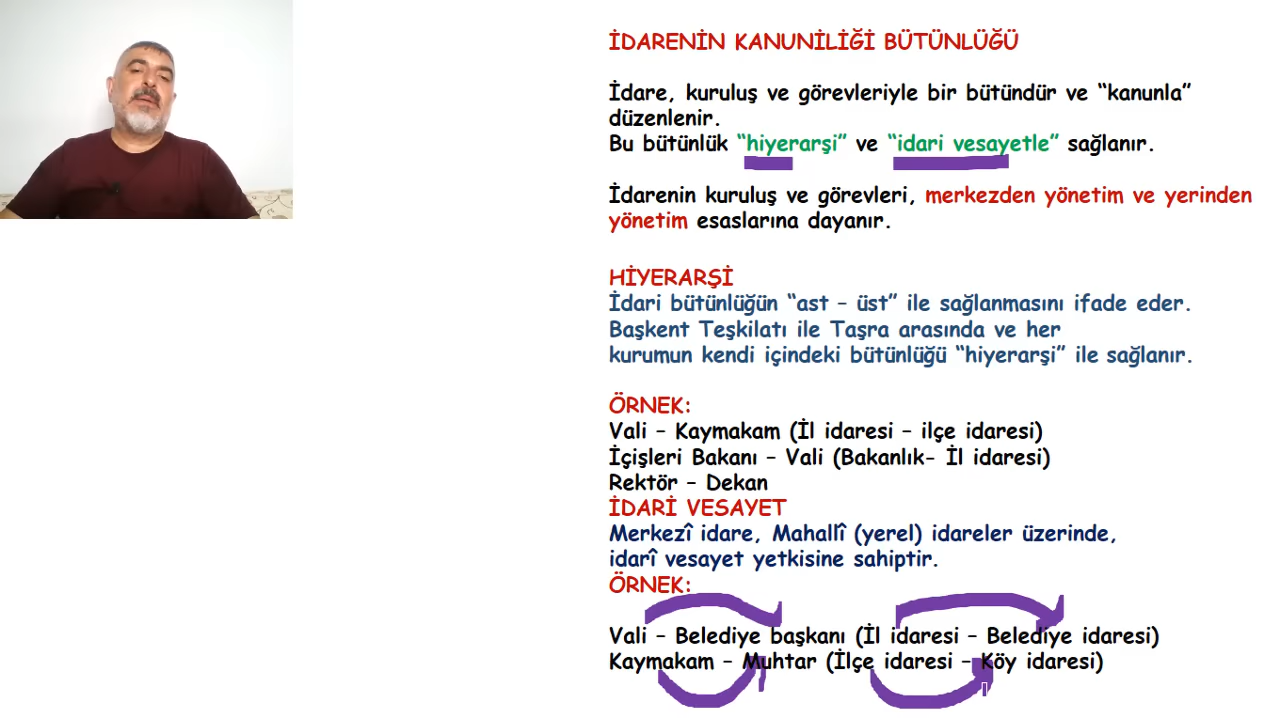 İDARENİN KANUNİLİĞİ BÜTÜNLÜĞÜ
İdare, kuruluş ve görevleriyle bir bütündür ve “kanunla”
düzenlenir.
Bu bütünlük “hiyerarşi” ve “idari vesayetle” sağlanır.
İdarenin kuruluş ve görevleri, merkezden yönetim ve yerinden
yönetim esaslarına dayanır.
HİYERARŞİ
İdari bütünlüğün “ast – üst” ile sağlanmasını ifade eder.
Başkent Teşkilatı ile Taşra arasında ve her
kurumun kendi içindeki bütünlüğü “hiyerarşi” ile sağlanır.
ÖRNEK:
Vali – Kaymakam (İl idaresi – ilçe idaresi)
İçişleri Bakanı – Vali (Bakanlık- İl idaresi)
Rektör – Dekan
İDARİ VESAYET
Merkezî idare, Mahallî (yerel) idareler üzerinde,
idarî vesayet yetkisine sahiptir.
ÖRNEK:
Vali – Belediye başkanı (İl idaresi – Belediye idaresi)
Kaymakam – Muhtar (İlçe idaresi – Köy idaresi)